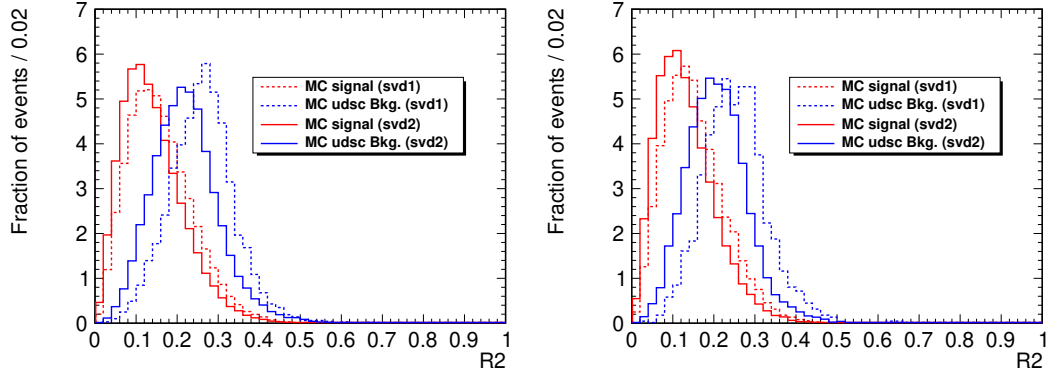 Fraction of events / 0.02
7
6
5
4
3
2
1
0
MC signal (svd1)
MC udsc Bkg. (svd1)
MC signal (svd2)
MC udsc Bkg. (svd2)
0 0.1 0.2 0.3 0.4 0.5 0.6 0.7 0.8 0.9 1
R2
Fraction of events / 0.02
7
6
5
4
3
2
1
0
MC signal (svd1)
MC udsc Bkg. (svd1)
MC signal (svd2)
MC udsc Bkg. (svd2)
0 0.1 0.2 0.3 0.4 0.5 0.6 0.7 0.8 0.9 1
R2